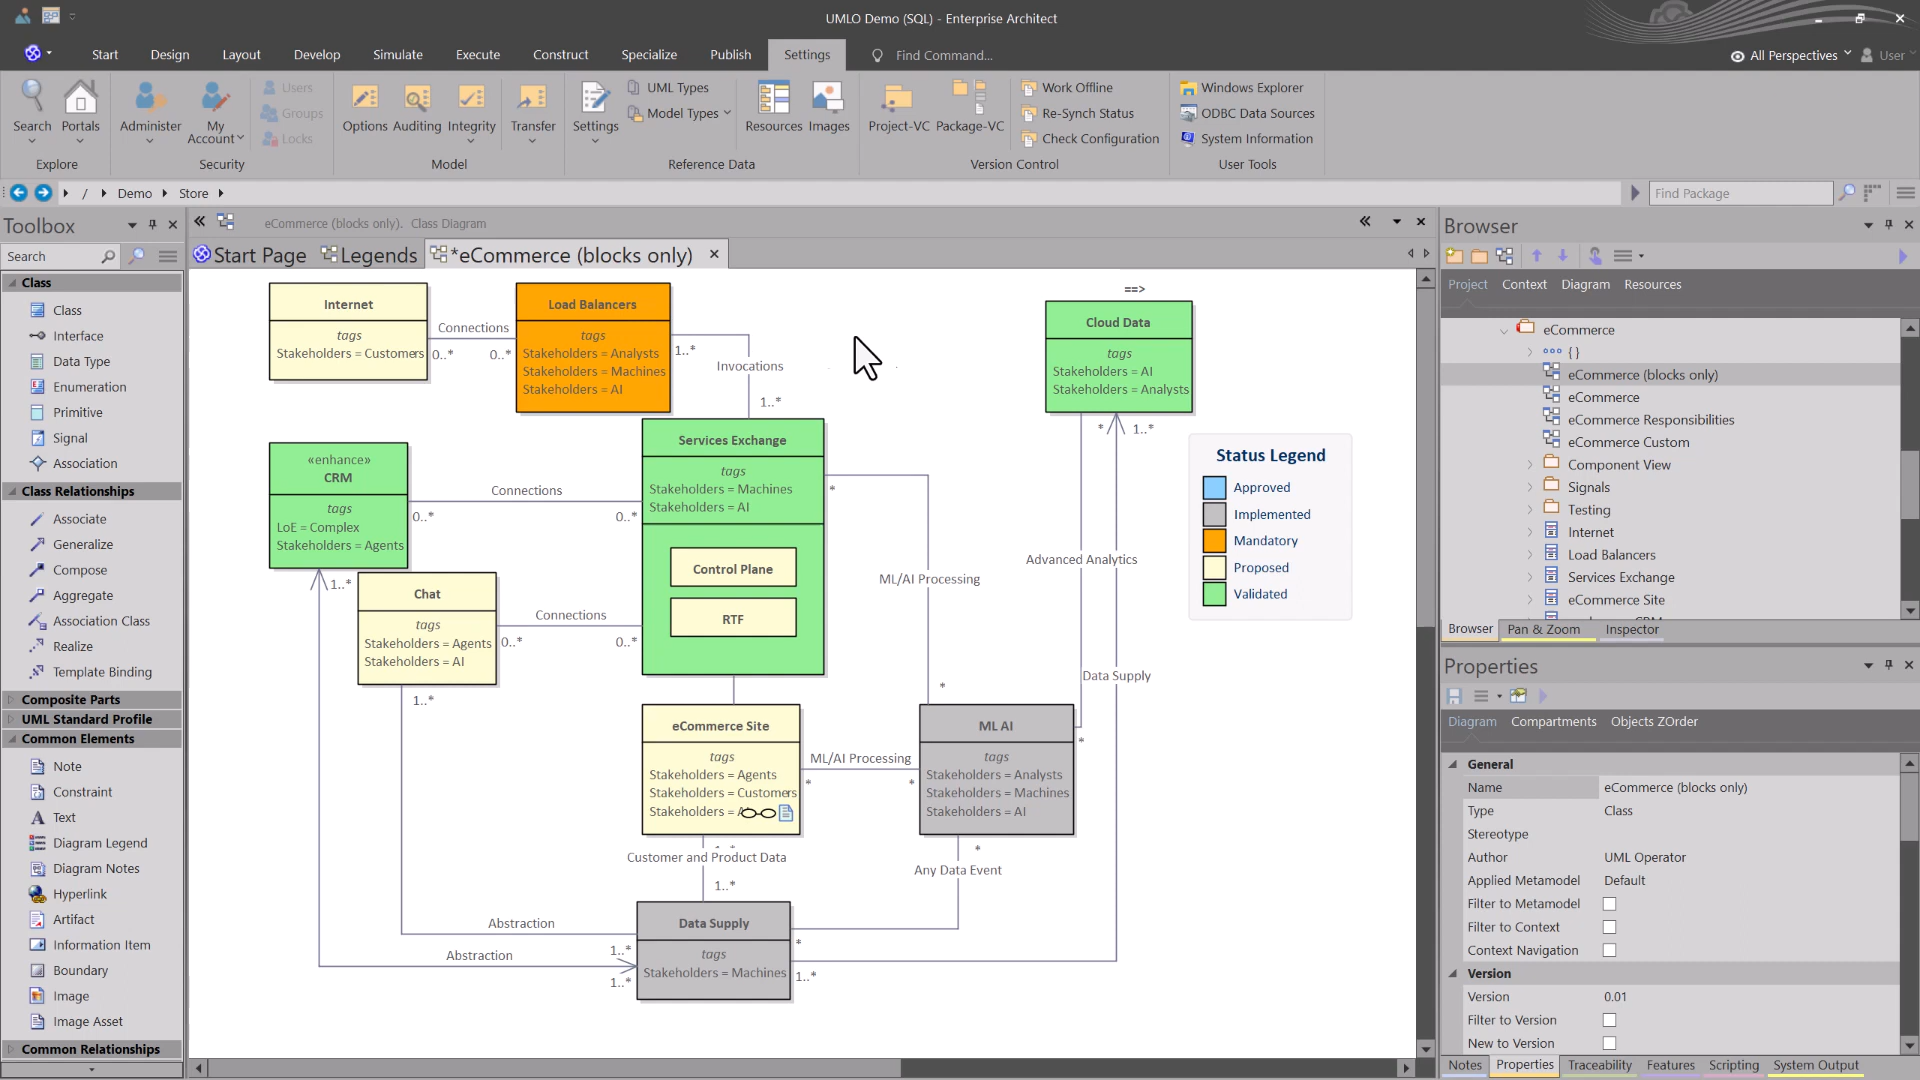 UMLO Demo (SQL) - Enterprise Architect
Start
Design
Layout
Develop
Simulate
Execute
Construct
Specialize
Publish
Settings
Find Command...
All Perspectives
User
Search
Portals
Explore
Administer
My Account
Users
Groups
Locks
Security
Options
Auditing
Integrity
Transfer
Model
Settings
UML Types
Model Types
Resources
Images
Reference Data
Project-VC
Package-VC
Work Offline
Re-Synch Status
Check Configuration
Version Control
Windows Explorer
ODBC Data Sources
System Information
User Tools
/
Demo
Store
Find Package
Toolbox
Search
Class
Class
Interface
Data Type
Enumeration
Primitive
Signal
Association
Class Relationships
Associate
Generalize
Compose
Aggregate
Association Class
Realize
Template Binding
Composite Parts
UML Standard Profile
Common Elements
Note
Constraint
Text
Diagram Legend
Diagram Notes
Hyperlink
Artifact
Information Item
Boundary
Image
Image Asset
Common Relationships
eCommerce (blocks only). Class Diagram
Start Page
Legends
*eCommerce (blocks only)
Internet
tags
Stakeholders = Customers
Connections
0..*
0..*
Load Balancers
tags
Stakeholders = Analysts
Stakeholders = Machines
Stakeholders = AI
1..*
Invocations
1..*
==>
Cloud Data
tags
Stakeholders = AI
Stakeholders = Analysts
*
1..*
«enhance»
CRM
tags
LoE = Complex
Stakeholders = Agents
Connections
0..*
0..*
1..*
Services Exchange
tags
Stakeholders = Machines
Stakeholders = AI
Control Plane
RTF
*
ML/AI Processing
*
Advanced Analytics
Status Legend
Approved
Implemented
Mandatory
Proposed
Validated
Chat
tags
Stakeholders = Agents
Stakeholders = AI
Connections
0..*
0..*
1..*
Data Supply
eCommerce Site
tags
Stakeholders = Agents
Stakeholders = Customers
Stakeholders = A
ML/AI Processing
*
*
ML AI
tags
Stakeholders = Analysts
Stakeholders = Machines
Stakeholders = AI
*
*
Customer and Product Data
1..*
Any Data Event
Abstraction
Abstraction
1..*
1..*
Data Supply
tags
Stakeholders = Machines
*
1..*
Browser
Project
Context
Diagram
Resources
eCommerce
{}
eCommerce (blocks only)
eCommerce
eCommerce Responsibilities
eCommerce Custom
Component View
Signals
Testing
Internet
Load Balancers
Services Exchange
eCommerce Site
Browser
Pan & Zoom
Inspector
Properties
Diagram
Compartments
Objects ZOrder
General
Name eCommerce (blocks only)
Type Class
Stereotype
Author UML Operator
Applied Metamodel Default
Filter to Metamodel
Filter to Context
Context Navigation
Version
Version 0.01
Filter to Version
New to Version
Notes
Properties
Traceability
Features
Scripting
System Output